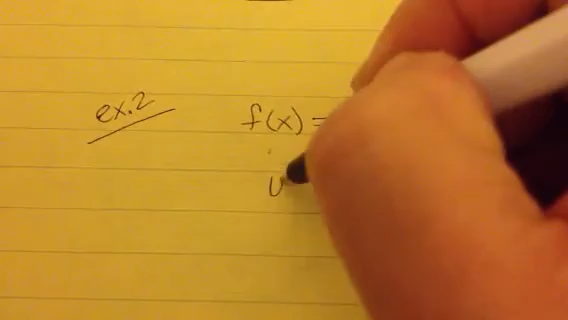 ex.2
f(x) =
u